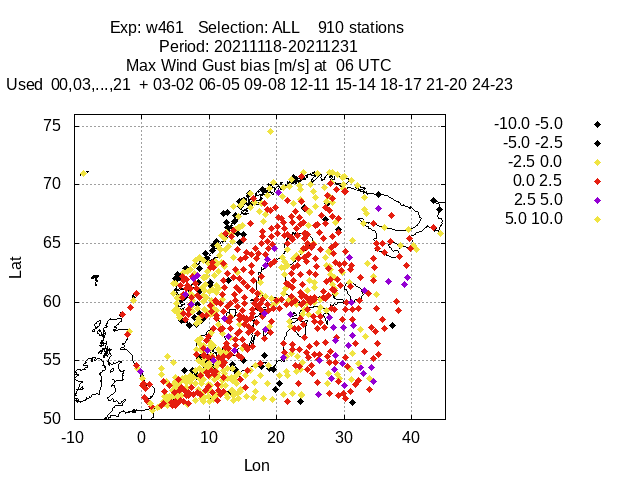 Exp: w461 Selection: ALL 910 stations
Period: 20211118-20211231
Max Wind Gust bias [m/s] at 06 UTC
Used 00,03,...,21 + 03-02 06-05 09-08 12-11 15-14 18-17 21-20 24-23
-10.0 -5.0
-5.0 -2.5
-2.5 0.0
0.0 2.5
2.5 5.0
5.0 10.0
75
70
65
60
55
50
Lat
-10 0 10 20 30 40
Lon